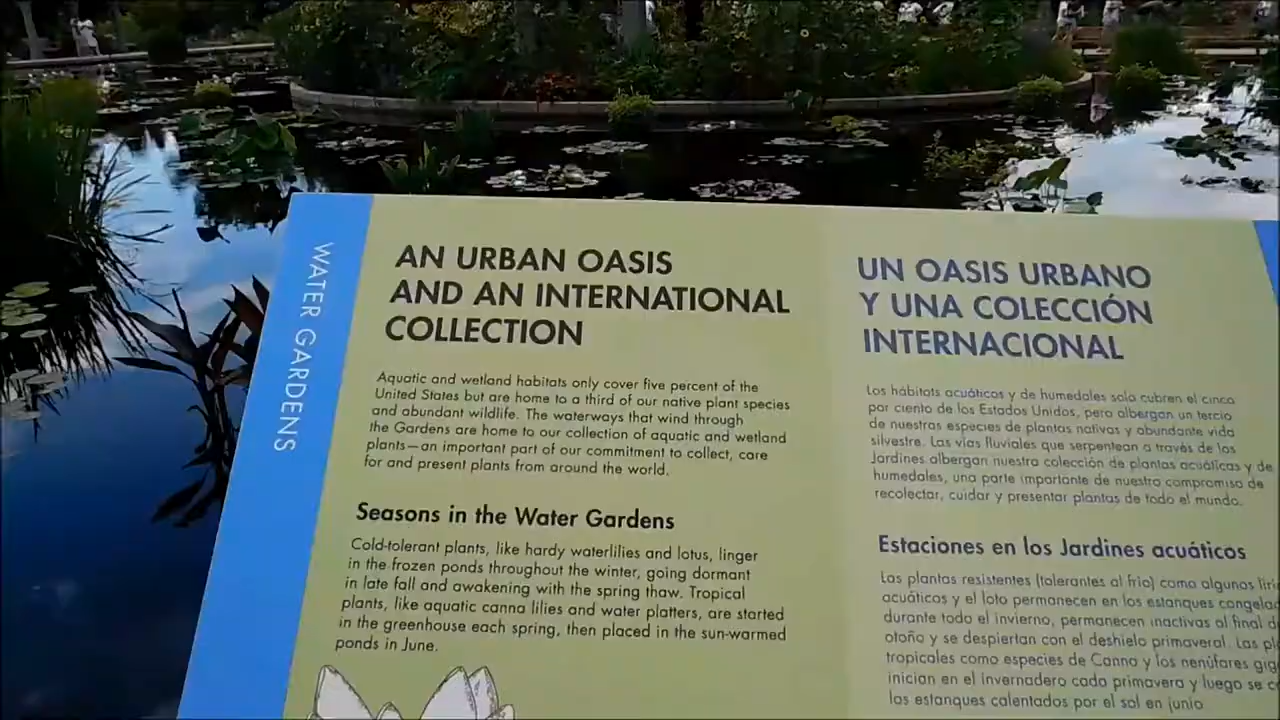 WATER GARDENS
AN URBAN OASIS
AND AN INTERNATIONAL
COLLECTION
Aquatic and wetland habitats only cover five percent of the
United States but are home to a third of our native plant species
and abundant wildlife. The waterways that wind through
the Gardens are home to our collection of aquatic and wetland
plants—an important part of our commitment to collect, care
for and present plants from around the world.
Seasons in the Water Gardens
Cold-tolerant plants, like hardy waterlilies and lotus, linger
in the frozen ponds throughout the winter, going dormant
in late fall and awakening with the spring thaw. Tropical
plants, like aquatic canna lilies and water platters, are started
in the greenhouse each spring, then placed in the sun-warmed
ponds in June.
UN OASIS URBANO
Y UNA COLECCIÓN
INTERNACIONAL
Los hábitats acuáticos y de humedales solo cubren el cinco
por ciento de los Estados Unidos, pero albergan un tercio
de nuestras especies de plantas nativas y abundante vida
silvestre. Las vías fluviales que serpentean a través de los
Jardines albergan nuestra colección de plantas acuáticas y de
humedales, una parte importante de nuestro compromiso de
recolectar, cuidar y presentar plantas de todo el mundo.
Estaciones en los Jardines acuáticos
Las plantas resistentes (tolerantes al frío) como algunos
acuáticos y el loto permanecen en los estanques
durante todo el invierno, permanecen inactivas al final
otoño y se despiertan con el deshielo primaveral. Las
tropicales como especies de Canna y los nenúfares
inician en el invernadero cada primavera y luego se
los estanques calentados por el sol en junio